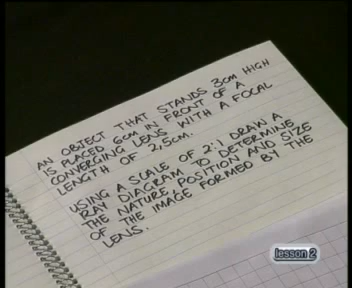 AN OBJECT THAT STANDS 3cm HIGH
IS PLACED 6cm IN FRONT OF A
CONVERGING LENS WITH A FOCAL
LENGTH OF 2.5cm.
USING A SCALE OF 2:1 DRAW A
RAY DIAGRAM TO DETERMINE
THE NATURE, POSITION AND SIZE
OF THE IMAGE FORMED BY THE
LENS.
lesson 2